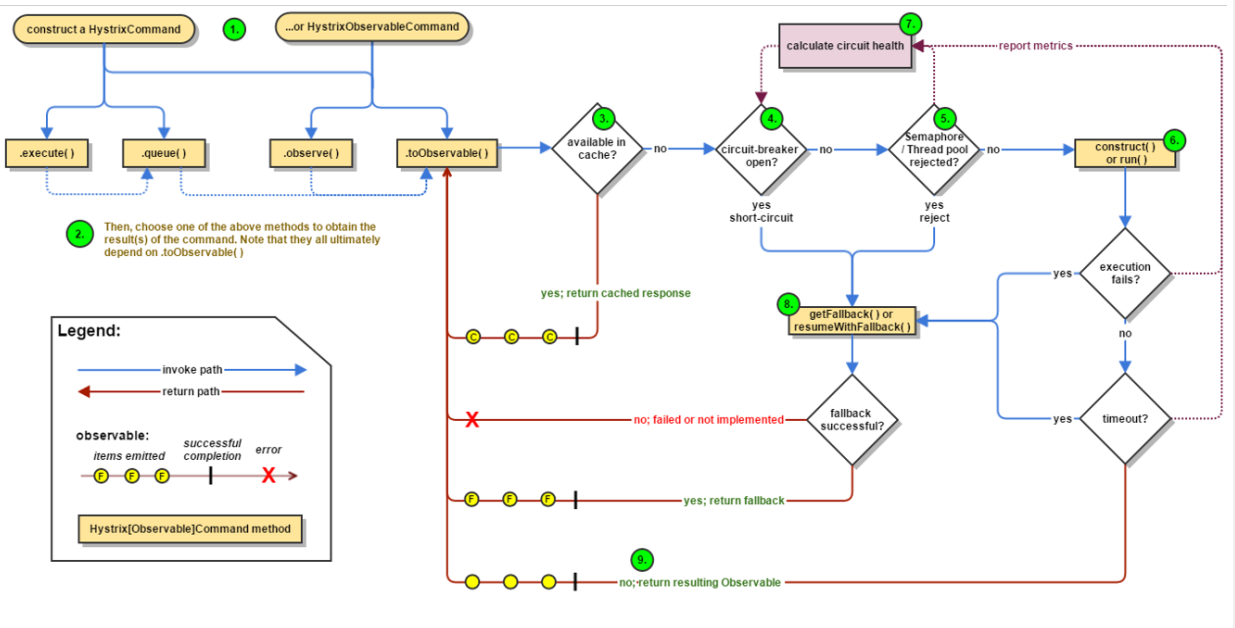 construct a HystrixCommand
1.
...or HystrixObservableCommand
7.
calculate circuit health
report metrics
.execute( )
.queue( )
.observe( )
.toObservable( )
3.
available in
cache?
no
4.
circuit-breaker
open?
no
5.
Semaphore
/ Thread pool
rejected?
no
6.
construct( )
or run( )
yes
short-circuit
yes
reject
2.
Then, choose one of the above methods to obtain the
result(s) of the command. Note that they all ultimately
depend on .toObservable( )
yes; return cached response
C C C
8.
getFallback( ) or
resumeWithFallback( )
yes
execution
fails?
no
yes
timeout?
fallback
successful?
no; failed or not implemented
X
F F F
yes; return fallback
9.
no; return resulting Observable
Legend:
invoke path
return path
observable:
items emitted
successful
completion
error
F F F
X
Hystrix[Observable]Command method